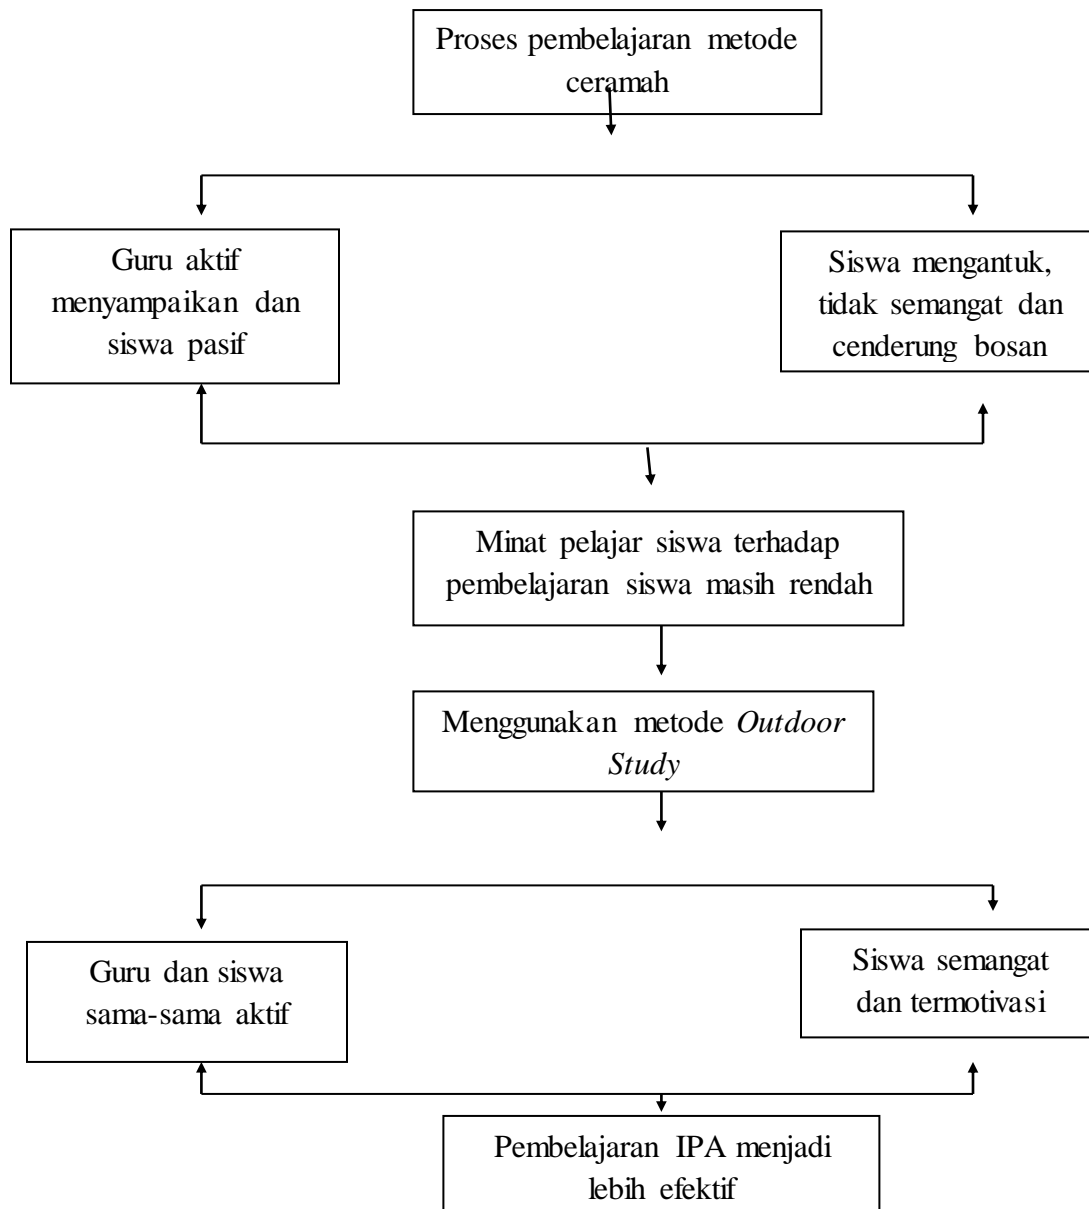 Proses pembelajaran metode
ceramah
Guru aktif
menyampaikan dan
siswa pasif
Siswa mengantuk,
tidak semangat dan
cenderung bosan
Minat pelajar siswa terhadap
pembelajaran siswa masih rendah
Menggunakan metode Outdoor
Study
Guru dan siswa
sama-sama aktif
Siswa semangat
dan termotivasi
Pembelajaran IPA menjadi
lebih efektif